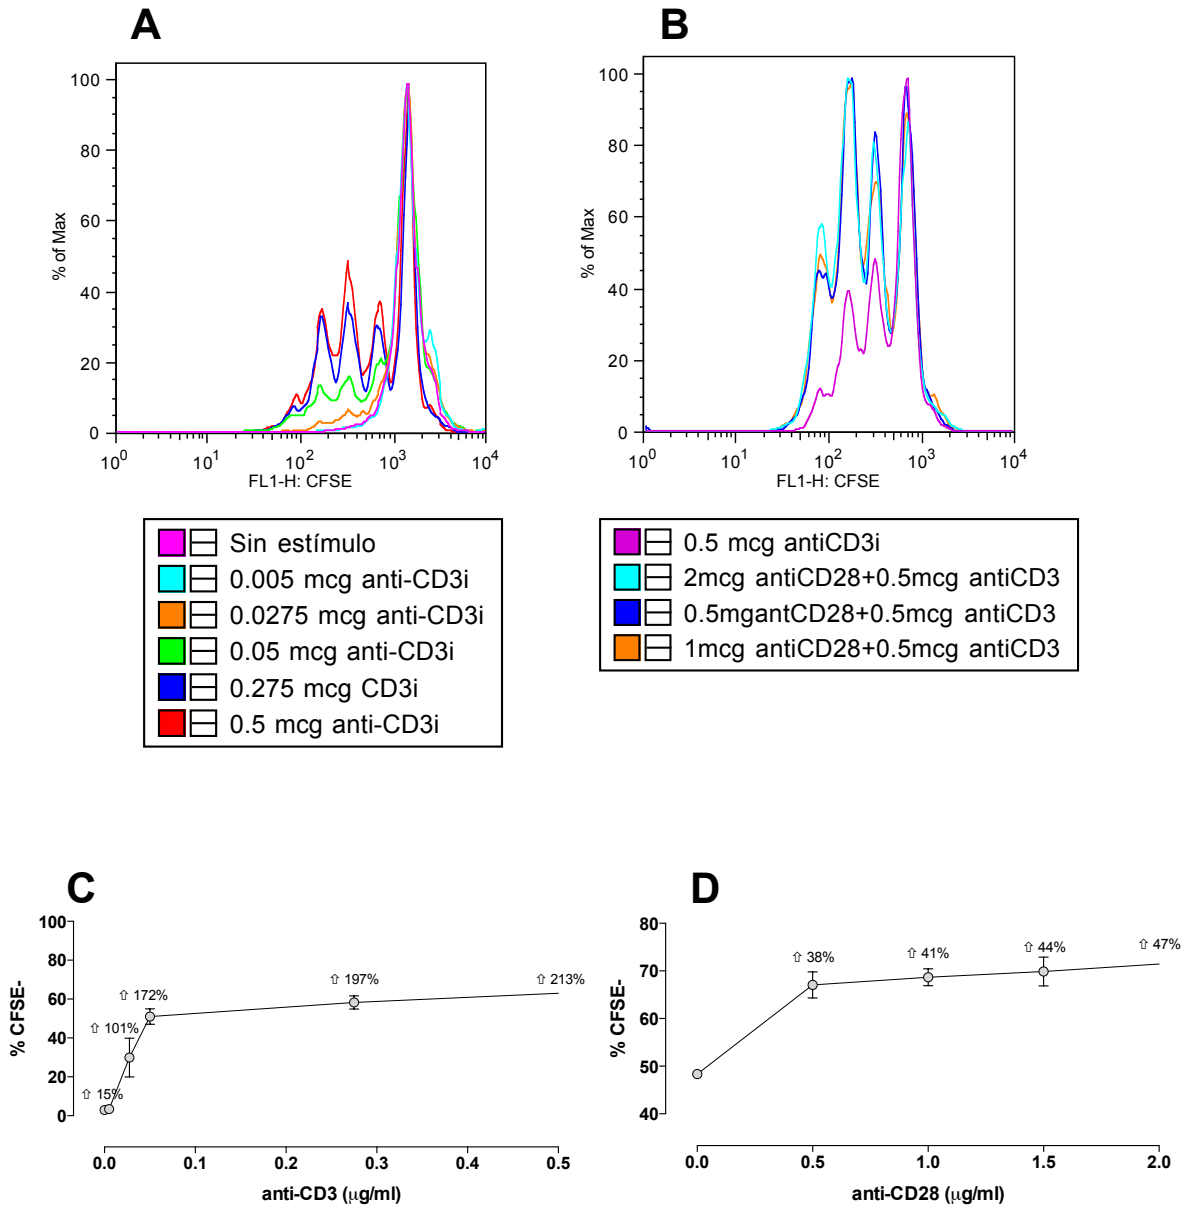 A
B
100
80
60
40
20
0
% of Max
10^0 10^1 10^2 10^3 10^4
FL1-H: CFSE
100
80
60
40
20
0
% of Max
10^0 10^1 10^2 10^3 10^4
FL1-H: CFSE
Sin estímulo
0.005 mcg anti-CD3i
0.0275 mcg anti-CD3i
0.05 mcg anti-CD3i
0.275 mcg CD3i
0.5 mcg anti-CD3i
0.5 mcg antiCD3i
2mcg antiCD28+0.5mcg antiCD3
0.5mgantCD28+0.5mcg antiCD3
1mcg antiCD28+0.5mcg antiCD3
C
100
80
60
40
20
0
% CFSE-
⇧ 15%
⇧ 101%
⇧ 172%
⇧ 197%
⇧ 213%
0.0 0.1 0.2 0.3 0.4 0.5
anti-CD3 (μg/ml)
D
80
70
60
50
40
% CFSE-
⇧ 38%
⇧ 41%
⇧ 44%
⇧ 47%
0.0 0.5 1.0 1.5 2.0
anti-CD28 (μg/ml)